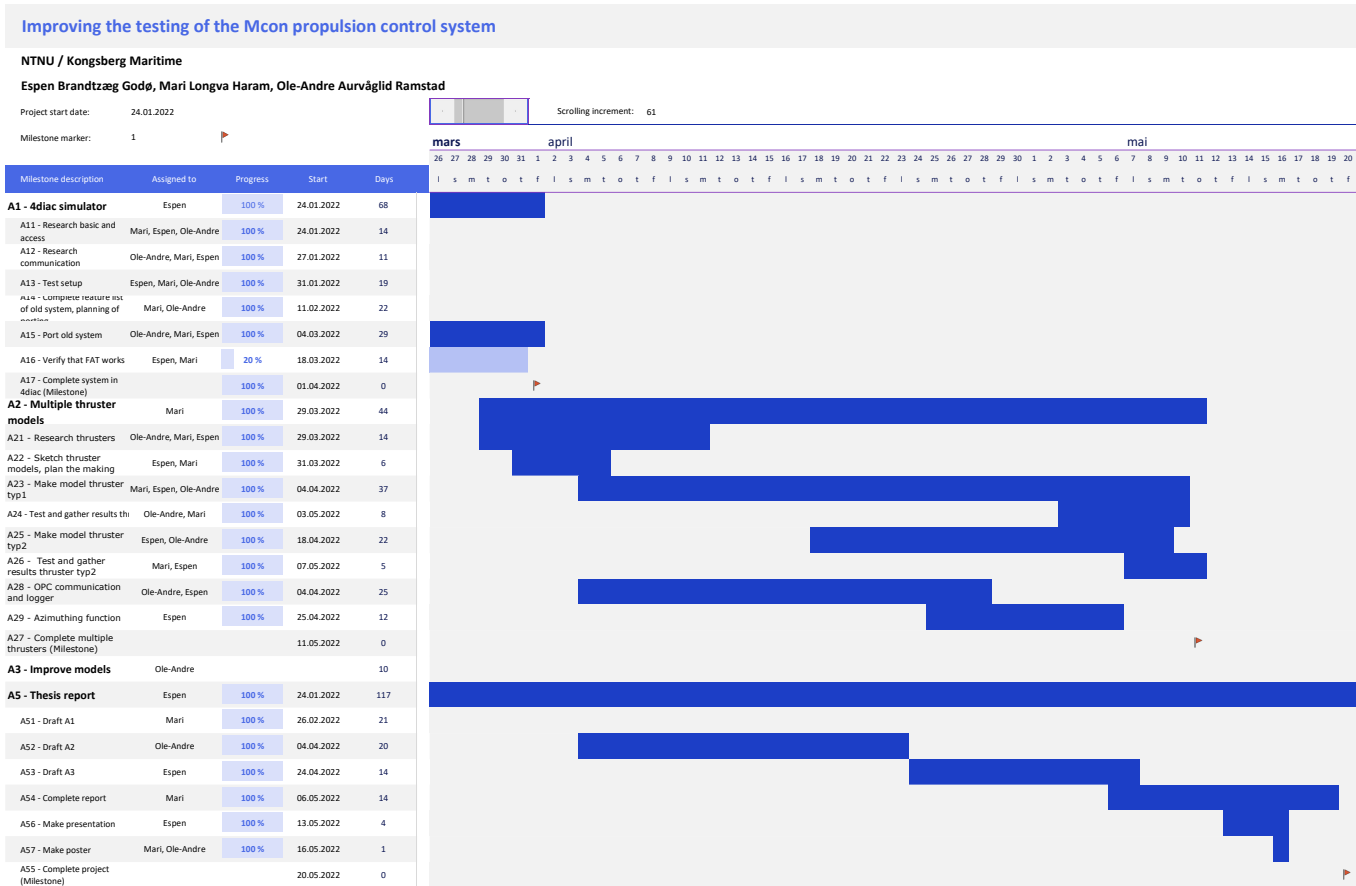 Improving the testing of the Mcon propulsion control system
NTNU / Kongsberg Maritime
Espen Brandtzæg Godø, Mari Longva Haram, Ole-Andre Aurvåglid Ramstad
Project start date: 24.01.2022 Scrolling increment: 61
Milestone marker: 1
mars april mai
26 27 28 29 30 31 1 2 3 4 5 6 7 8 9 10 11 12 13 14 15 16 17 18 19 20 21 22 23 24 25 26 27 28 29 30 1 2 3 4 5 6 7 8 9 10 11 12 13 14 15 16 17 18 19 20
Milestone description Assigned to Progress Start Days l s m t o t f l s m t o t f l s m t o t f l s m t o t f l s m t o t f l s m t o t f l s m t o t f l s m t o t f
A1 - 4diac simulator Espen 100 % 24.01.2022 68
A11 - Research basic and
access Mari, Espen, Ole-Andre 100 % 24.01.2022 14
A12 - Research
communication Ole-Andre, Mari, Espen 100 % 27.01.2022 11
A13 - Test setup Espen, Mari, Ole-Andre 100 % 31.01.2022 19
A14 - Complete feature list
of old system, planning of
porting Mari, Ole-Andre 100 % 11.02.2022 22
A15 - Port old system Ole-Andre, Mari, Espen 100 % 04.03.2022 29
A16 - Verify that FAT works Espen, Mari 20 % 18.03.2022 14
A17 - Complete system in
4diac (Milestone) 100 % 01.04.2022 0
A2 - Multiple thruster
models Mari 100 % 29.03.2022 44
A21 - Research thrusters Ole-Andre, Mari, Espen 100 % 29.03.2022 14
A22 - Sketch thruster
models, plan the making Espen, Mari 100 % 31.03.2022 6
A23 - Make model thruster
typ1 Mari, Espen, Ole-Andre 100 % 04.04.2022 37
A24 - Test and gather results thr Ole-Andre, Mari 100 % 03.05.2022 8
A25 - Make model thruster
typ2 Espen, Ole-Andre 100 % 18.04.2022 22
A26 - Test and gather
results thruster typ2 Mari, Espen 100 % 07.05.2022 5
A28 - OPC communication
and logger Ole-Andre, Espen 100 % 04.04.2022 25
A29 - Azimuthing function Espen 100 % 25.04.2022 12
A27 - Complete multiple
thrusters (Milestone) 11.05.2022 0
A3 - Improve models Ole-Andre 10
A5 - Thesis report Espen 100 % 24.01.2022 117
A51 - Draft A1 Mari 100 % 26.02.2022 21
A52 - Draft A2 Ole-Andre 100 % 04.04.2022 20
A53 - Draft A3 Espen 100 % 24.04.2022 14
A54 - Complete report Mari 100 % 06.05.2022 14
A56 - Make presentation Espen 100 % 13.05.2022 4
A57 - Make poster Mari, Ole-Andre 100 % 16.05.2022 1
A55 - Complete project
(Milestone) 20.05.2022 0